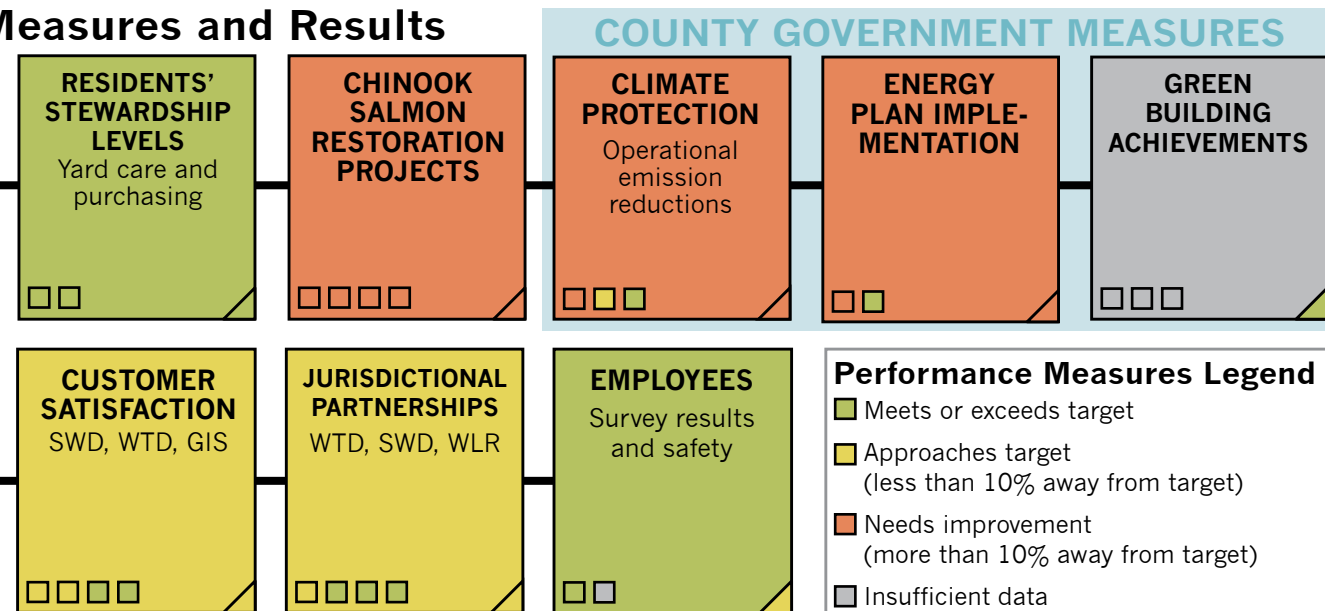 Measures and Results
COUNTY GOVERNMENT MEASURES
RESIDENTS'
STEWARDSHIP
LEVELS
Yard care and
purchasing
CHINOOK
SALMON
RESTORATION
PROJECTS
CLIMATE
PROTECTION
Operational
emission
reductions
ENERGY
PLAN IMPLE-
MENTATION
GREEN
BUILDING
ACHIEVEMENTS
CUSTOMER
SATISFACTION
SWD, WTD, GIS
JURISDICTIONAL
PARTNERSHIPS
WTD, SWD, WLR
EMPLOYEES
Survey results
and safety
Performance Measures Legend
Meets or exceeds target
Approaches target
(less than 10% away from target)
Needs improvement
(more than 10% away from target)
Insufficient data